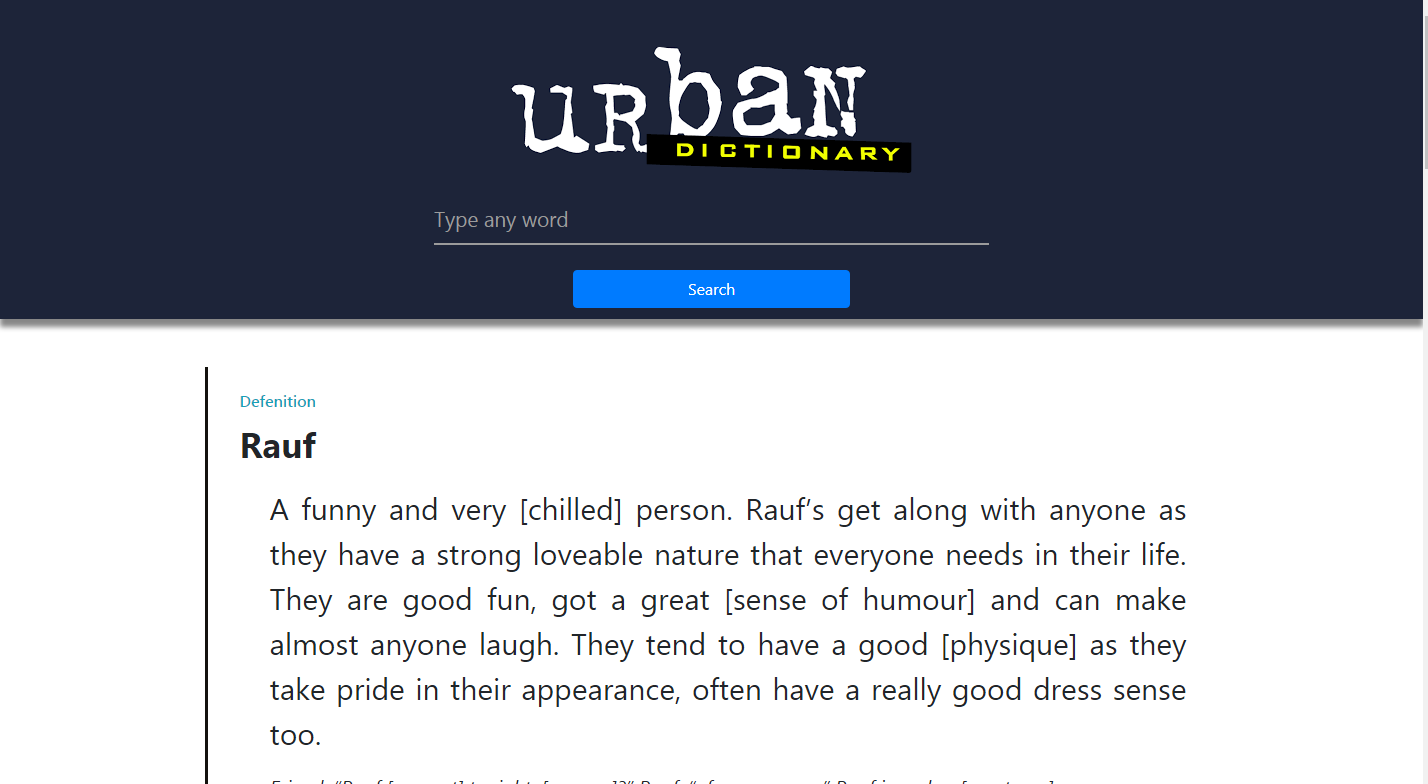 urban
DICTIONARY
Type any word
Search
Defenition
Rauf
A funny and very [chilled] person. Rauf’s get along with anyone as
they have a strong loveable nature that everyone needs in their life.
They are good fun, got a great [sense of humour] and can make
almost anyone laugh. They tend to have a good [physique] as they
take pride in their appearance, often have a really good dress sense
too.